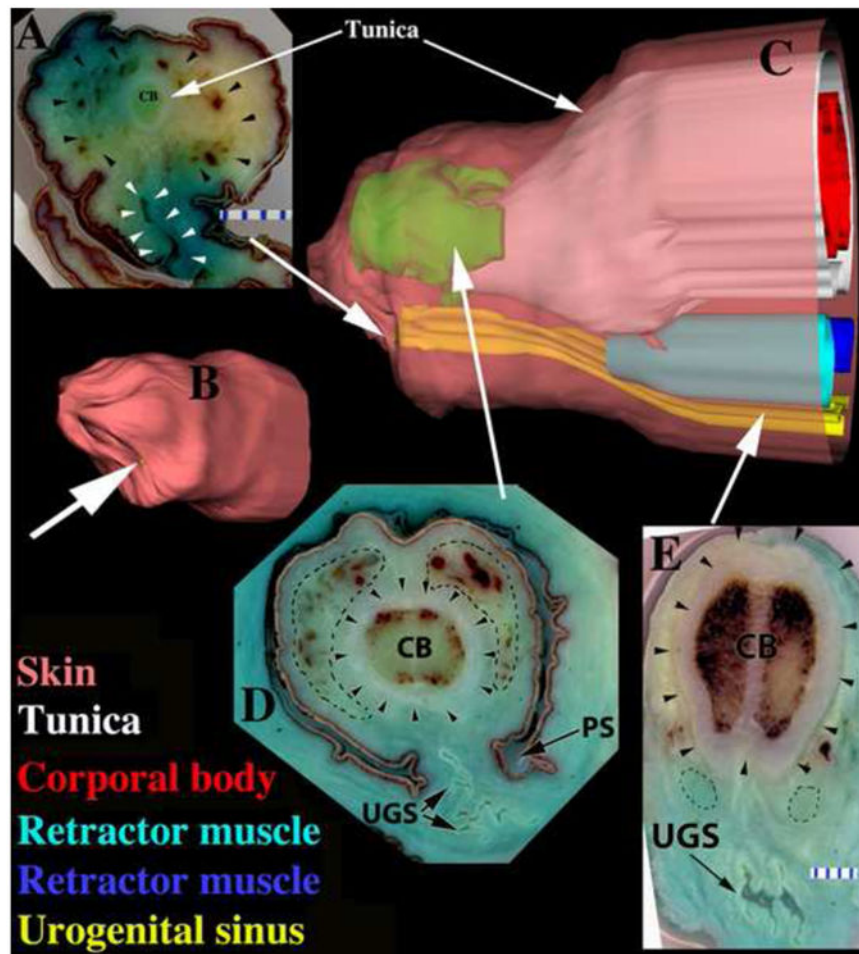 A
Tunica
C
CB
B
E
CB
CB
D
PS
UGS
UGS
Skin
Tunica
Corporal body
Retractor muscle
Retractor muscle
Urogenital sinus